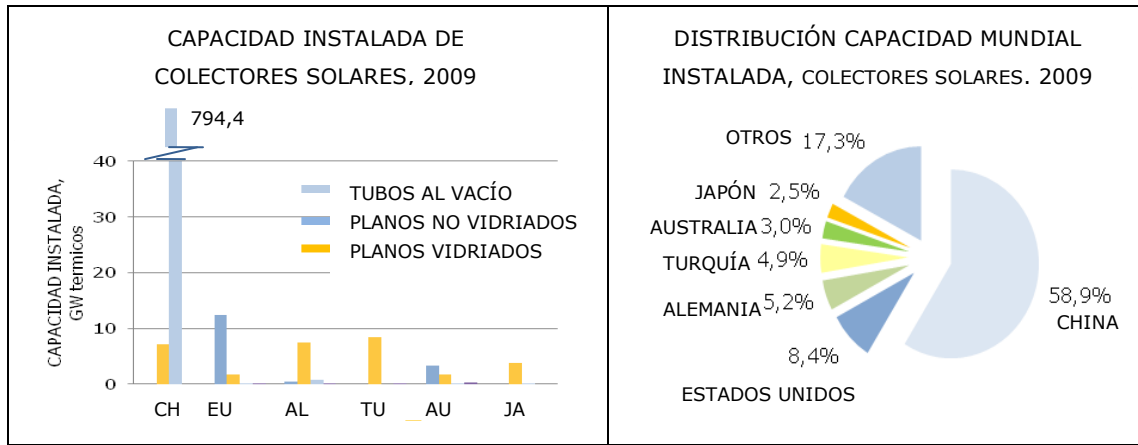 CAPACIDAD INSTALADA DE
COLECTORES SOLARES, 2009
794,4
CAPACIDAD INSTALADA,
GW termicos
40
30
20
10
0
TUBOS AL VACÍO
PLANOS NO VIDRIADOS
PLANOS VIDRIADOS
CH EU AL TU AU JA
DISTRIBUCIÓN CAPACIDAD MUNDIAL
INSTALADA, COLECTORES SOLARES. 2009
OTROS 17,3%
JAPÓN 2,5%
AUSTRALIA 3,0%
TURQUÍA 4,9%
ALEMANIA 5,2%
58,9%
CHINA
8,4%
ESTADOS UNIDOS